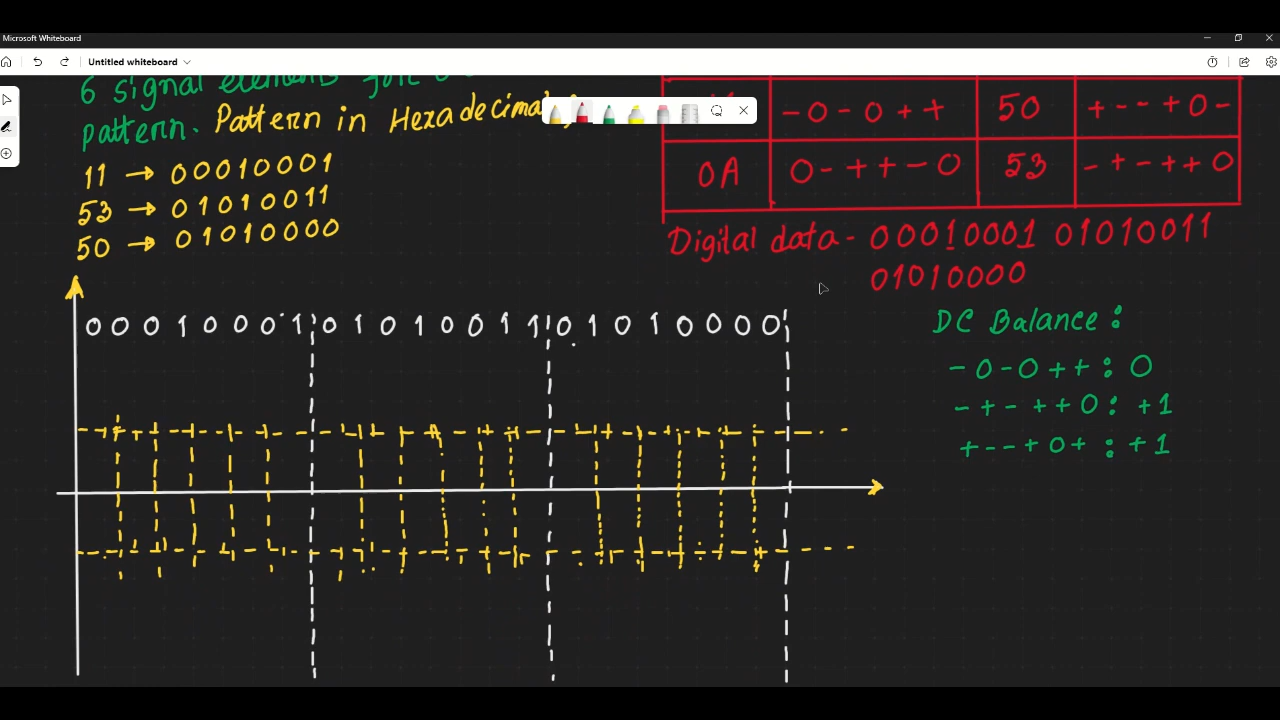 Microsoft Whiteboard
Untitled whiteboard
6 signal elements for
pattern. Pattern in Hexadecimal
11 → 00010001
53 → 01010011
50 → 01010000
-0-0++ 50 +--+0-
0A 0-++-0 53 -+-++0
Digital data - 00010001 01010011
01010000
0 0 0 1 0 0 0 1 0 1 0 1 0 0 1 1 0 1 0 1 0 0 0 0
DC Balance:
-0-0++: 0
-+-++0: +1
+--+0+: +1